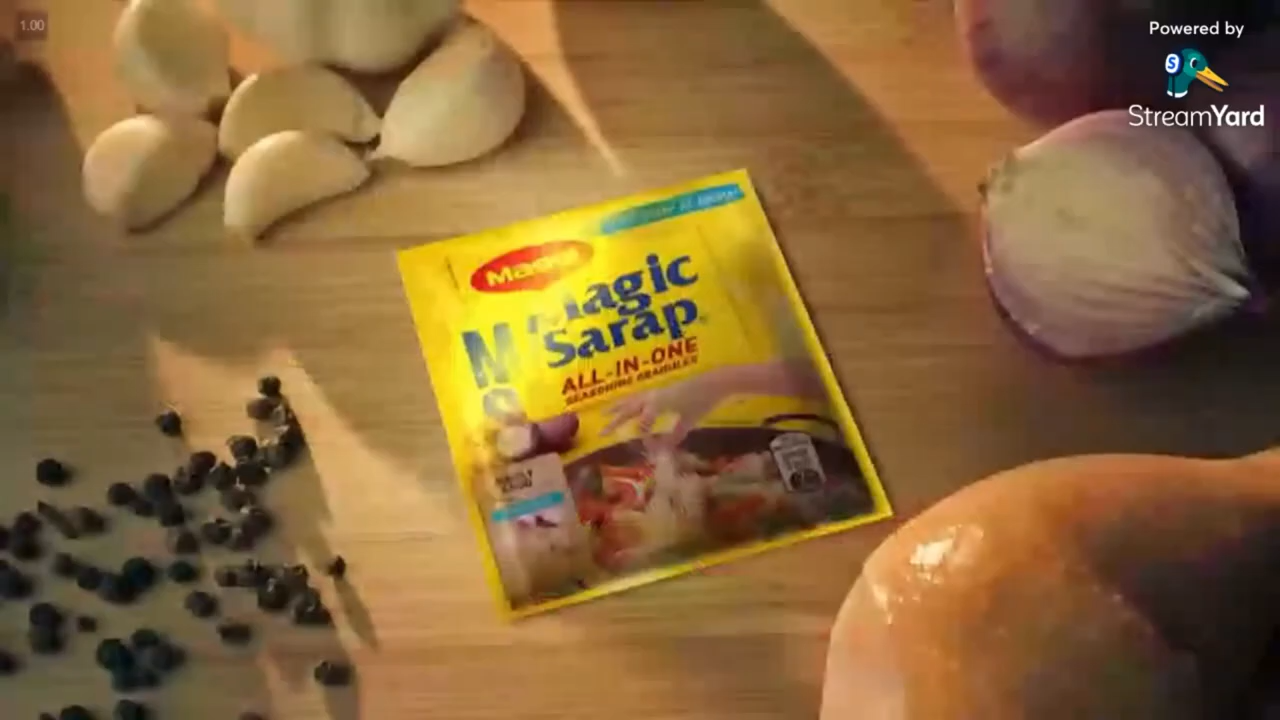 1.00
Powered by
StreamYard
Maggi
Magic
Sarap
ALL-IN-ONE
SEASONING GRANULES
M